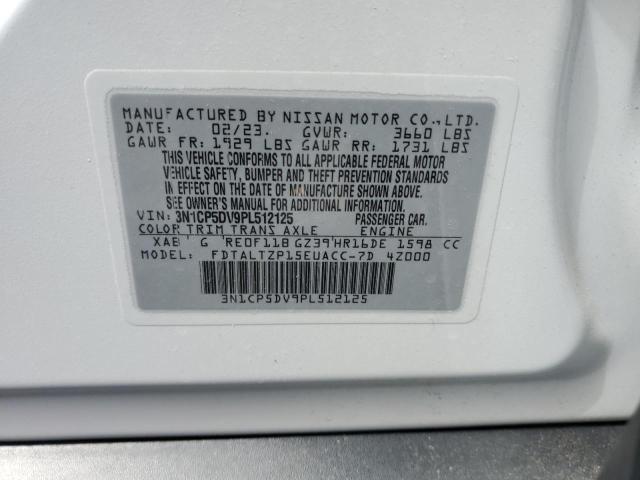 MANUFACTURED BY NISSAN MOTOR CO.,LTD.
DATE: 02/23. GVWR: 3660 LBS
GAWR FR: 1929 LBS GAWR RR: 1731 LBS
THIS VEHICLE CONFORMS TO ALL APPLICABLE FEDERAL MOTOR
VEHICLE SAFETY, BUMPER AND THEFT PREVENTION STANDARDS
IN EFFECT ON THE DATE OF MANUFACTURE SHOWN ABOVE.
SEE OWNER'S MANUAL FOR ADDITIONAL INFORMATION.
VIN: 3N1CP5DV9PL512125 PASSENGER CAR.
COLOR TRIM TRANS AXLE ENGINE
XAB G RE0F11B GZ39 HR16DE 1598 CC
MODEL: FDTALTZP15EUACC-7D 4Z000
3N1CP5DV9PL512125